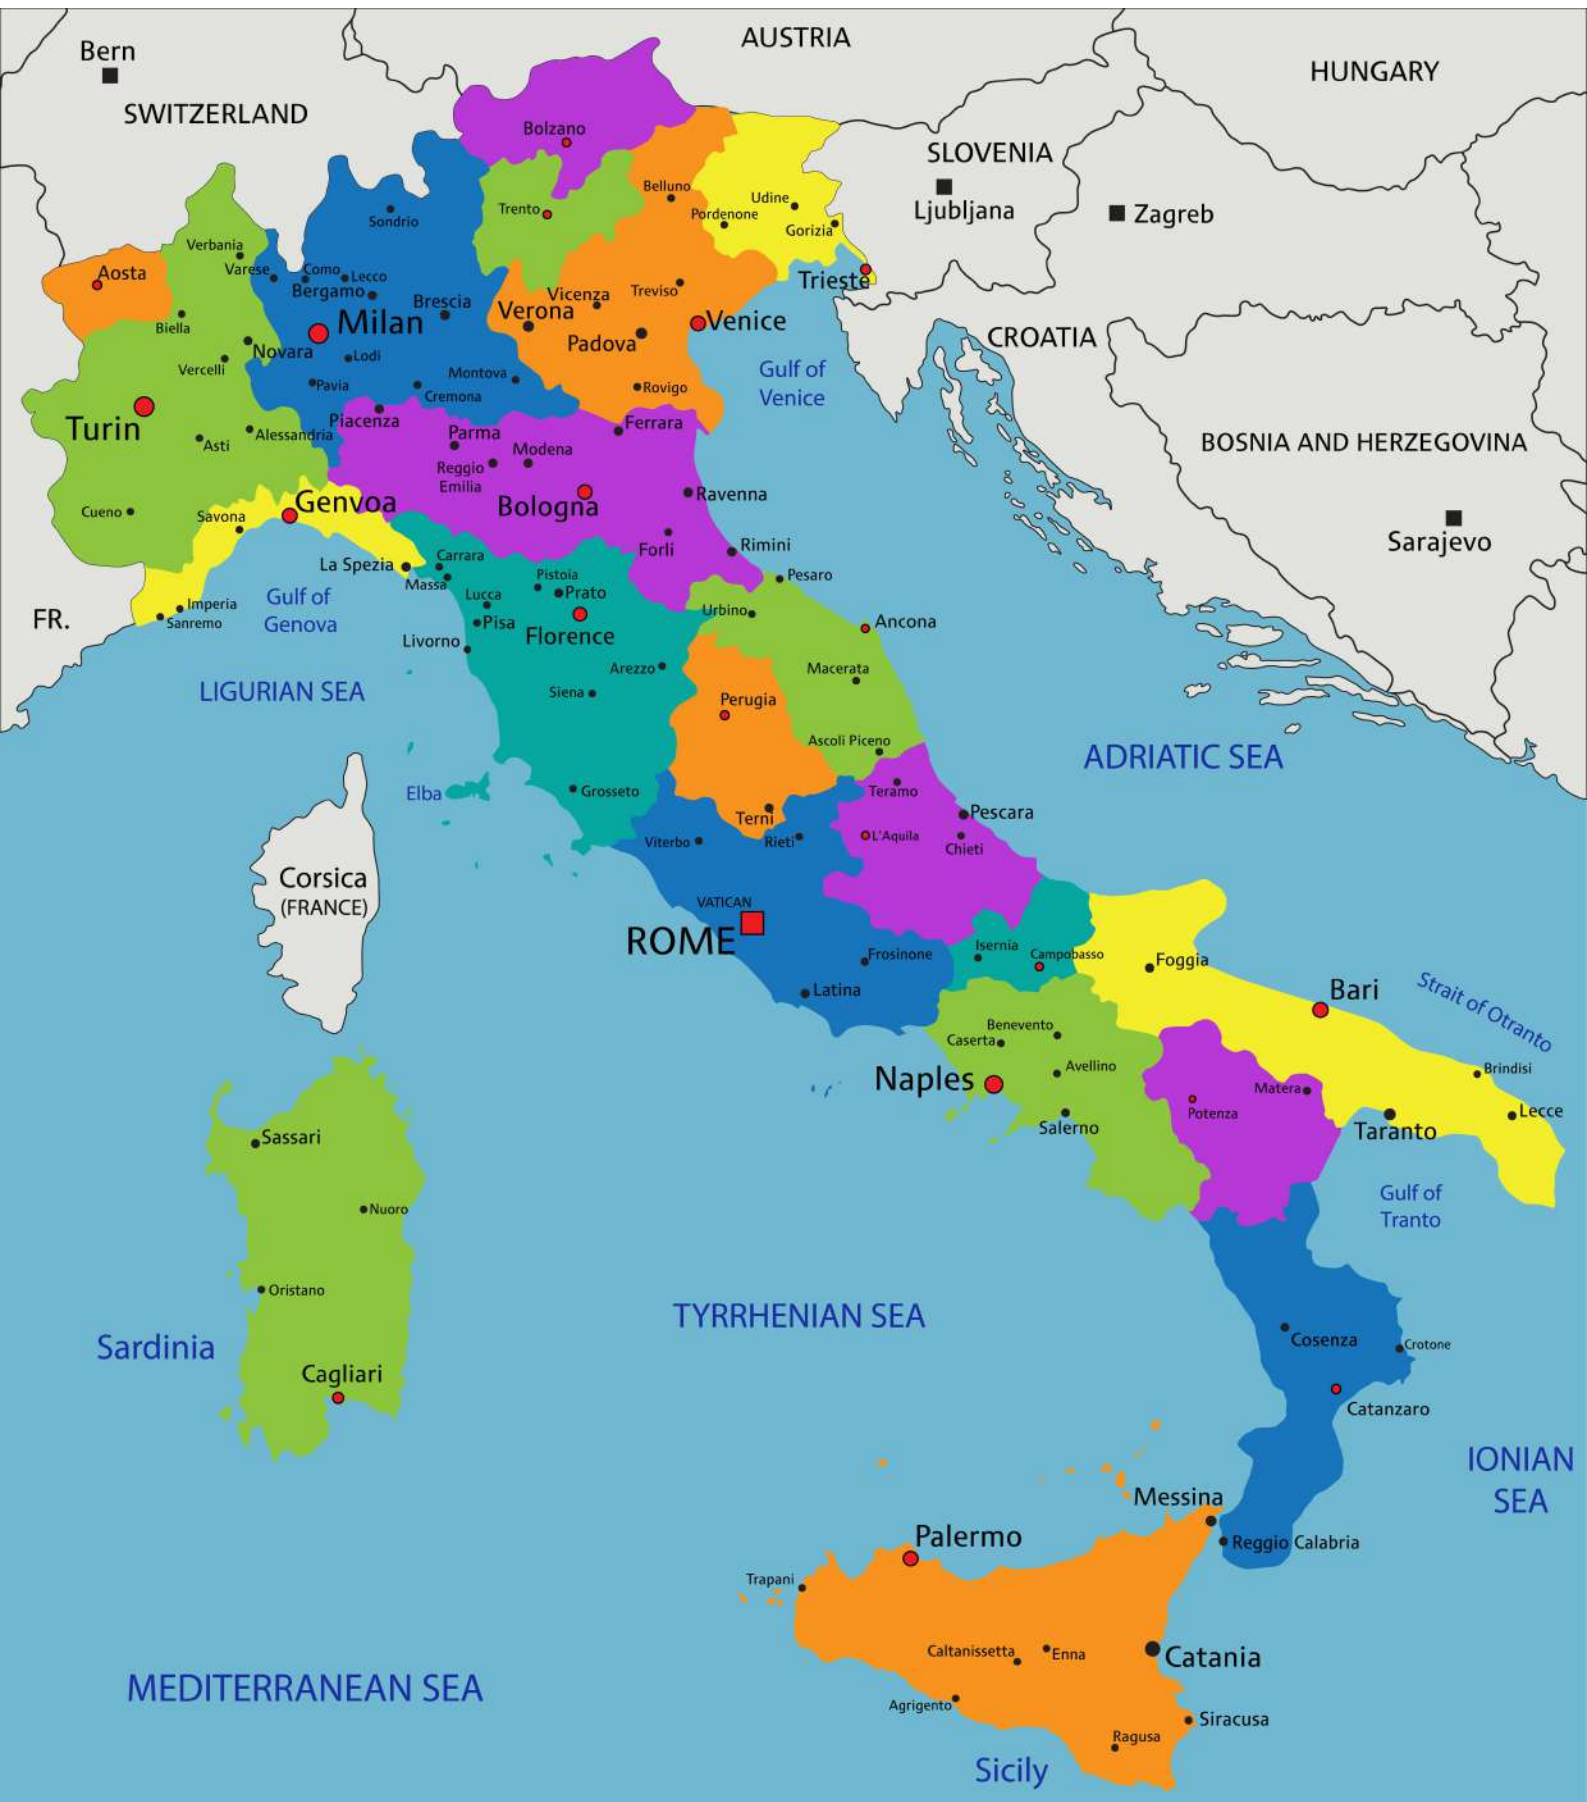 AUSTRIA
Bern
HUNGARY
SWITZERLAND
Bolzano
SLOVENIA
Belluno
Udine
Trento
Pordenone
Ljubljana
Zagreb
Sondrio
Gorizia
Verbania
Aosta
Varese
Como
Lecco
Trieste
Bergamo
Vicenza
Treviso
Brescia
Verona
Biella
Milan
Venice
CROATIA
Padova
Novara
Lodi
Vercelli
Gulf of
Venice
Montova
Pavia
Cremona
Rovigo
Turin
Piacenza
Ferrara
Alessandria
Parma
Asti
Modena
BOSNIA AND HERZEGOVINA
Reggio
Emilia
Ravenna
Genvoa
Bologna
Cueno
Savona
Sarajevo
Forli
Rimini
Carrara
La Spezia
Pistoia
Pesaro
Massa
Lucca
Prato
Gulf of
Genova
Imperia
Urbino
FR.
Sanremo
Pisa
Florence
Ancona
Livorno
Arezzo
Macerata
LIGURIAN SEA
Siena
Perugia
Ascoli Piceno
ADRIATIC SEA
Elba
Grosseto
Teramo
Terni
Pescara
Viterbo
Rieti
L'Aquila
Chieti
Corsica
(FRANCE)
VATICAN
ROME
Isernia
Frosinone
Campobasso
Foggia
Latina
Bari
Strait of Otranto
Benevento
Caserta
Avellino
Brindisi
Naples
Matera
Potenza
Lecce
Salerno
Taranto
Sassari
Gulf of
Tranto
Nuoro
Oristano
TYRRHENIAN SEA
Sardinia
Cosenza
Crotone
Cagliari
Catanzaro
IONIAN
SEA
Messina
Palermo
Reggio Calabria
Trapani
Caltanissetta
Enna
Catania
MEDITERRANEAN SEA
Agrigento
Siracusa
Ragusa
Sicily